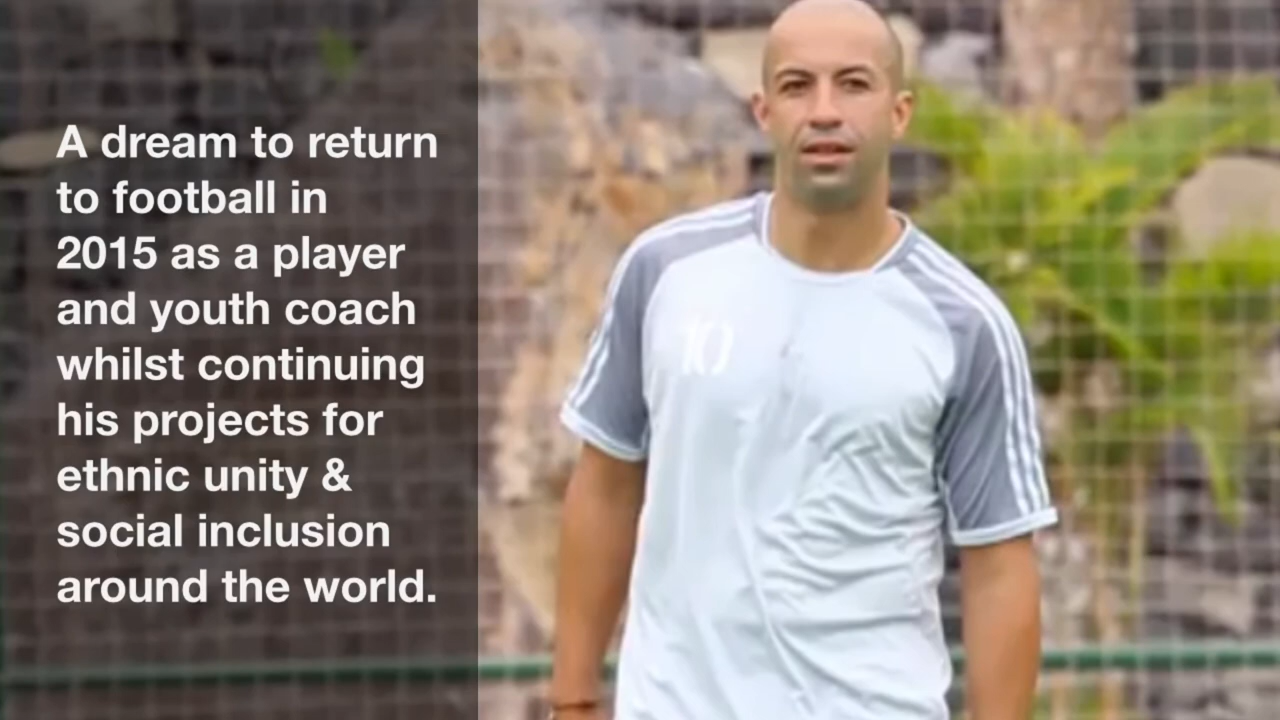 A dream to return
to football in
2015 as a player
and youth coach
whilst continuing
his projects for
ethnic unity &
social inclusion
around the world.
10